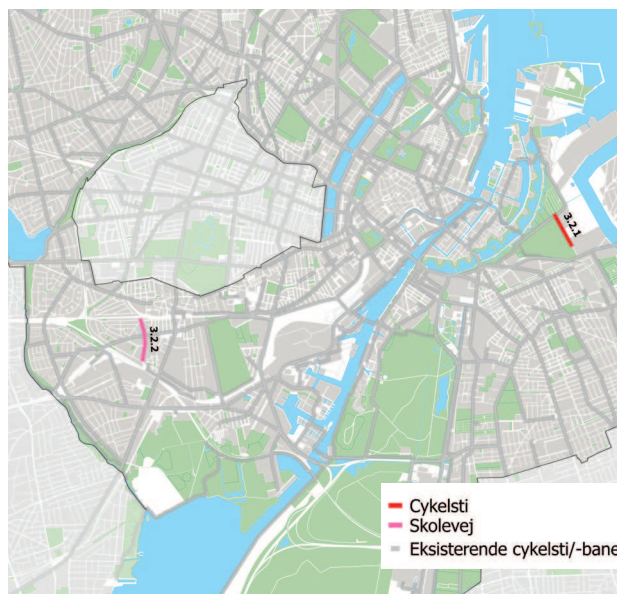 3.2.1
3.2.2
Cykelsti
Skolevej
Eksisterende cykelsti/-bane